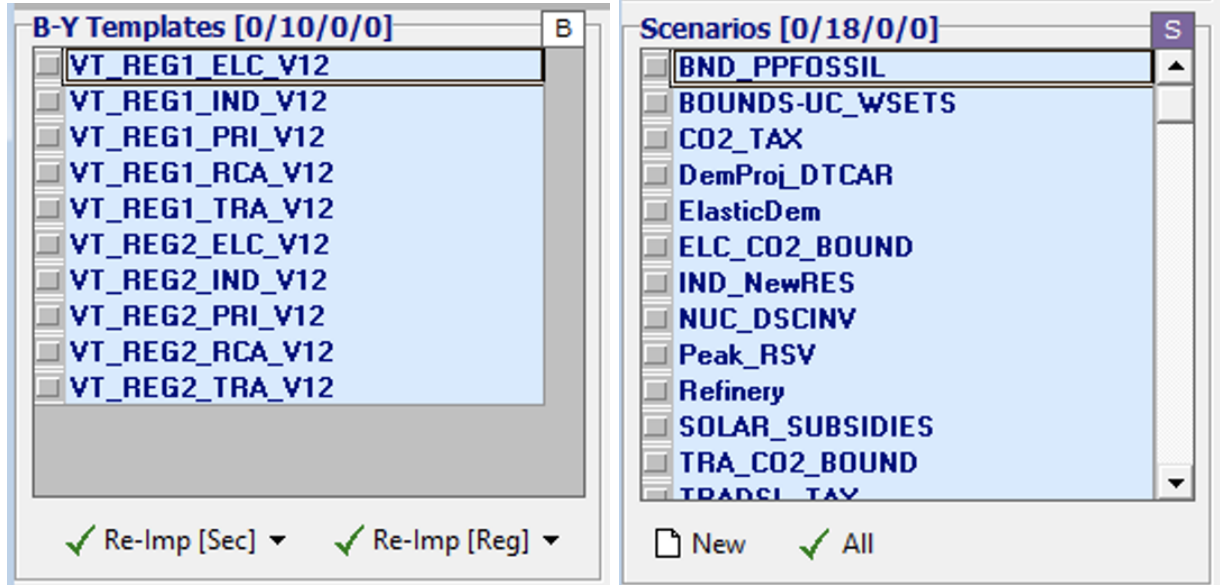 B-Y Templates [0/10/0/0]
B
VT_REG1_ELC_V12
VT_REG1_IND_V12
VT_REG1_PRI_V12
VT_REG1_RCA_V12
VT_REG1_TRA_V12
VT_REG2_ELC_V12
VT_REG2_IND_V12
VT_REG2_PRI_V12
VT_REG2_RCA_V12
VT_REG2_TRA_V12
Re-Imp [Sec]
Re-Imp [Reg]
Scenarios [0/18/0/0]
S
BND_PPFOSSIL
BOUNDS-UC_WSETS
CO2_TAX
DemProj_DTCAR
ElasticDem
ELC_CO2_BOUND
IND_NewRES
NUC_DSCINV
Peak_RSV
Refinery
SOLAR_SUBSIDIES
TRA_CO2_BOUND
TRADSL_TAX
New
All